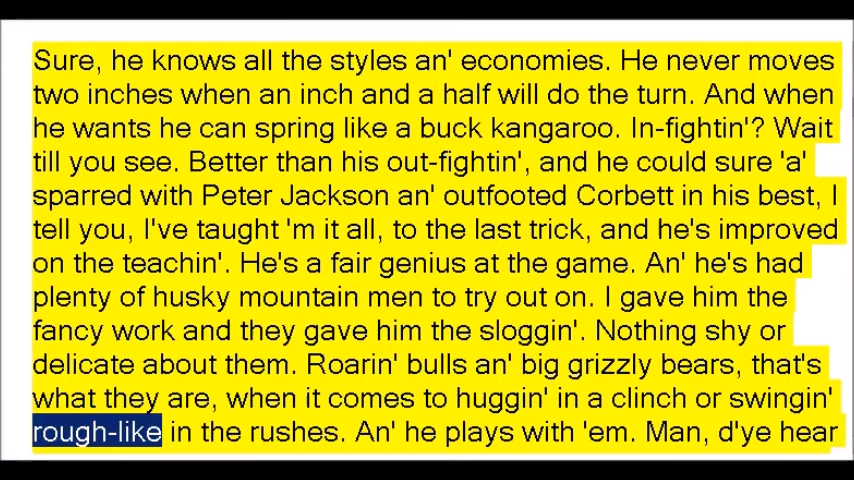 Sure, he knows all the styles an' economies. He never moves
two inches when an inch and a half will do the turn. And when
he wants he can spring like a buck kangaroo. In-fightin'? Wait
till you see. Better than his out-fightin', and he could sure 'a'
sparred with Peter Jackson an' outfooted Corbett in his best, I
tell you, I've taught 'm it all, to the last trick, and he's improved
on the teachin'. He's a fair genius at the game. An' he's had
plenty of husky mountain men to try out on. I gave him the
fancy work and they gave him the sloggin'. Nothing shy or
delicate about them. Roarin' bulls an' big grizzly bears, that's
what they are, when it comes to huggin' in a clinch or swingin'
rough-like in the rushes. An' he plays with 'em. Man, d'ye hear